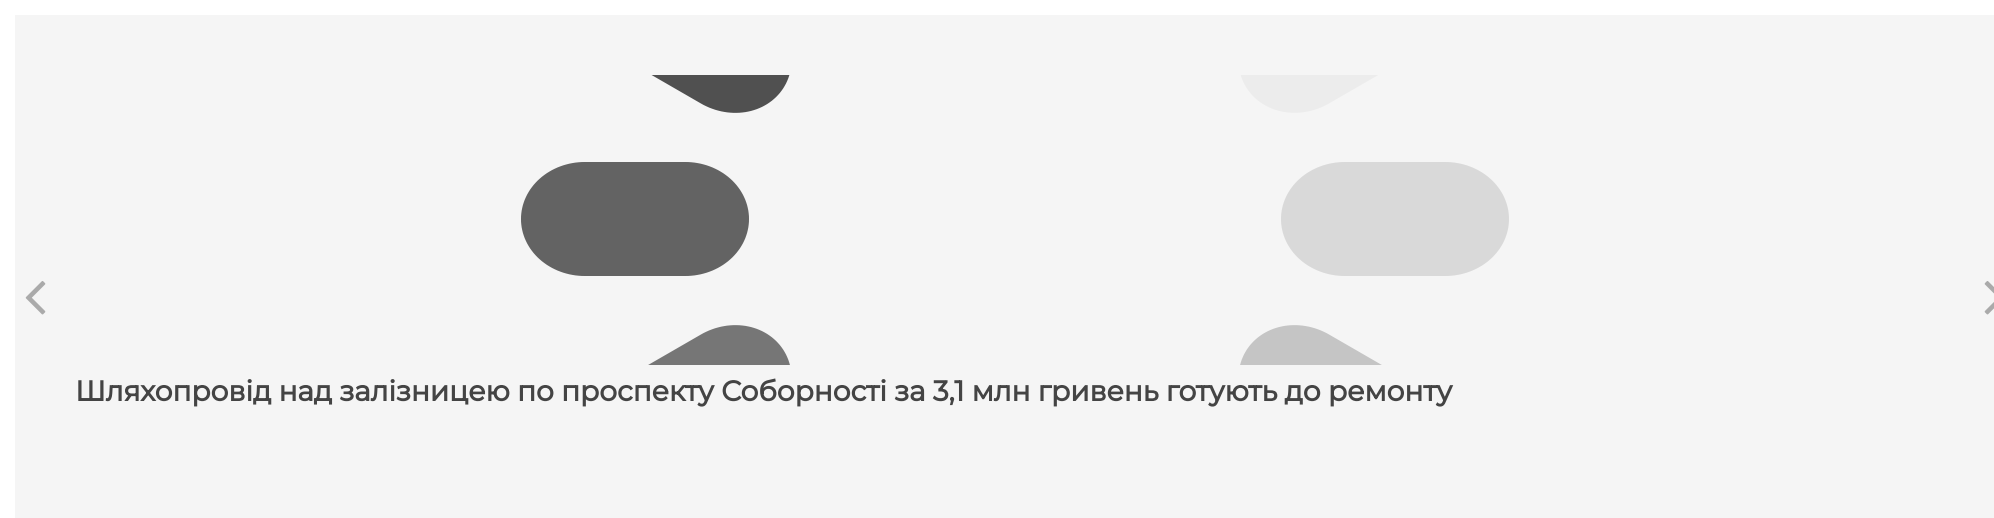 Шляхопровід над залізницею по проспекту Соборності за 3,1 млн гривень готують до ремонту